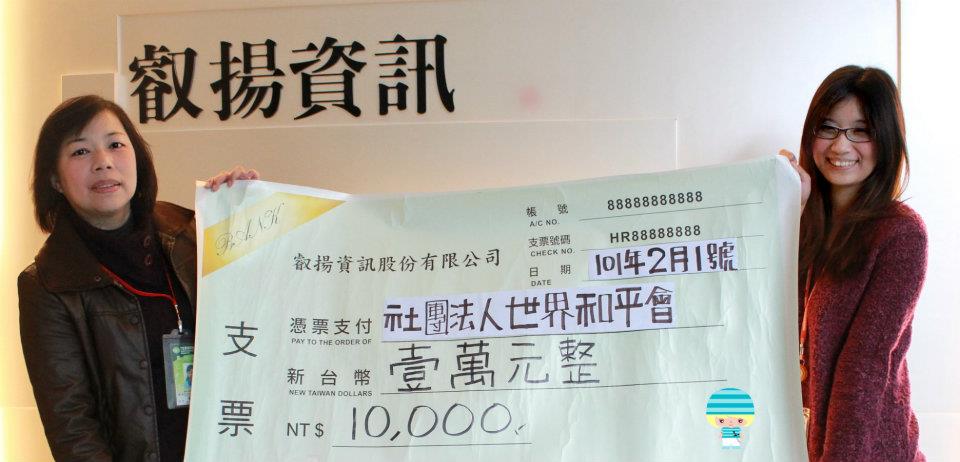 叡揚資訊
BANK
叡揚資訊股份有限公司
帳號 88888888888
A/C NO.
支票號碼 HR88888888
CHECK NO.
日期 101年2月1號
DATE
支票
憑票支付 社團法人世界和平會
PAY TO THE ORDER OF
新台幣 壹萬元整
NEW TAIWAN DOLLARS
NT $ 10,000.-